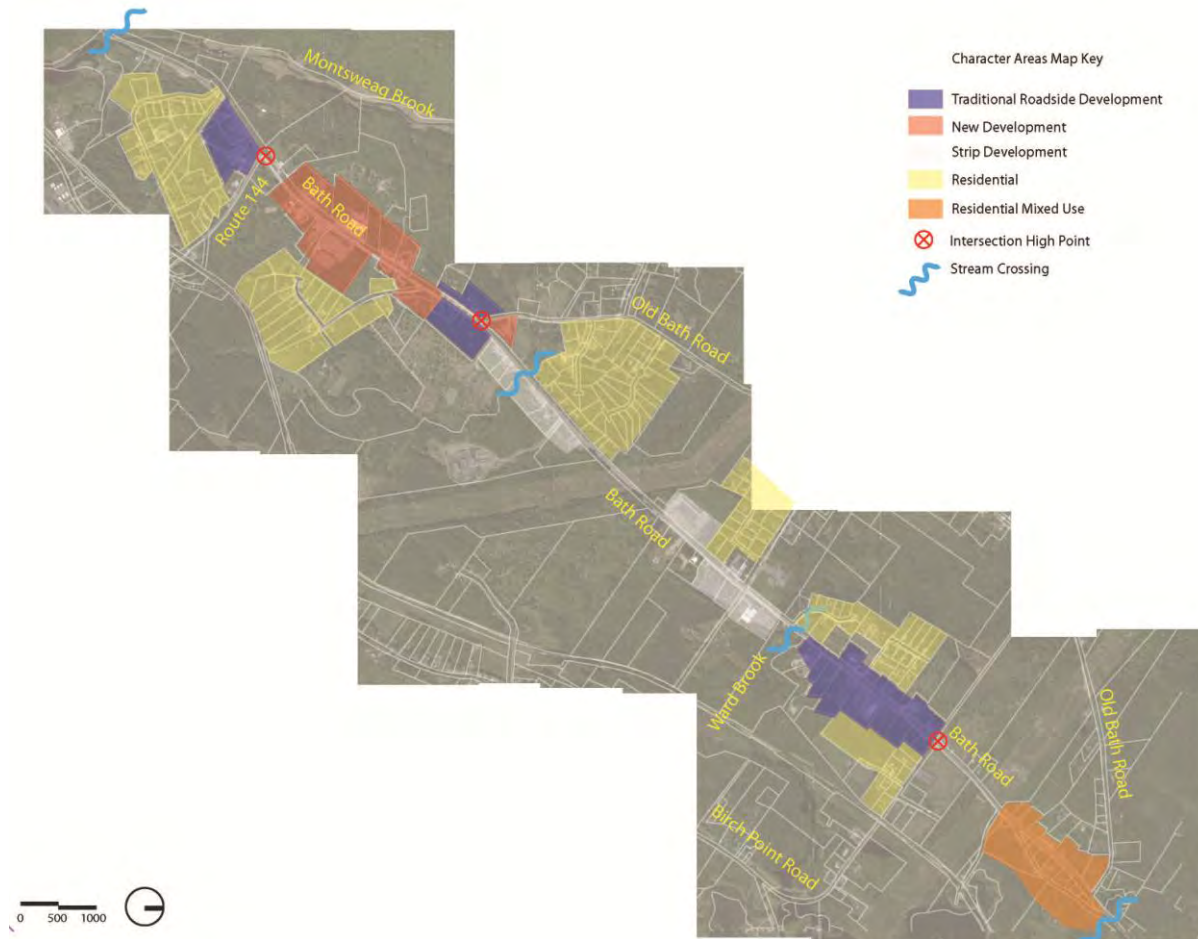 Montsweag Brook
Character Areas Map Key
Traditional Roadside Development
New Development
Strip Development
Residential
Residential Mixed Use
Intersection High Point
Stream Crossing
Bath Road
Route 144
Old Bath Road
Bath Road
Ward Brook
Bath Road
Old Bath Road
Birch Point Road
0 500 1000